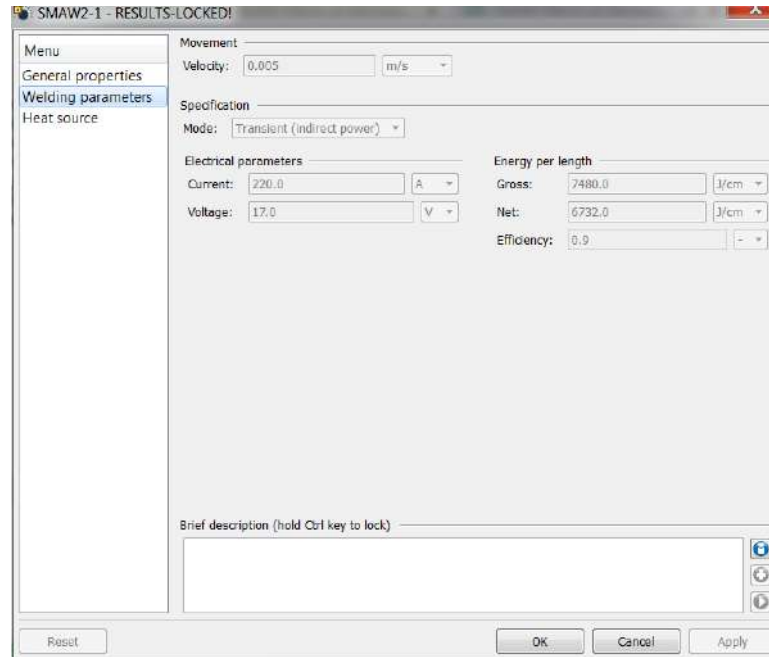 SMAW2-1 - RESULTS-LOCKED!
Menu
General properties
Welding parameters
Heat source
Movement
Velocity: 0.005 m/s
Specification
Mode: Transient (indirect power)
Electrical parameters
Current: 220.0 A
Voltage: 17.0 V
Energy per length
Gross: 7480.0 J/cm
Net: 6732.0 J/cm
Efficiency: 0.9 -
Brief description (hold Ctrl key to lock)
Reset OK Cancel Apply